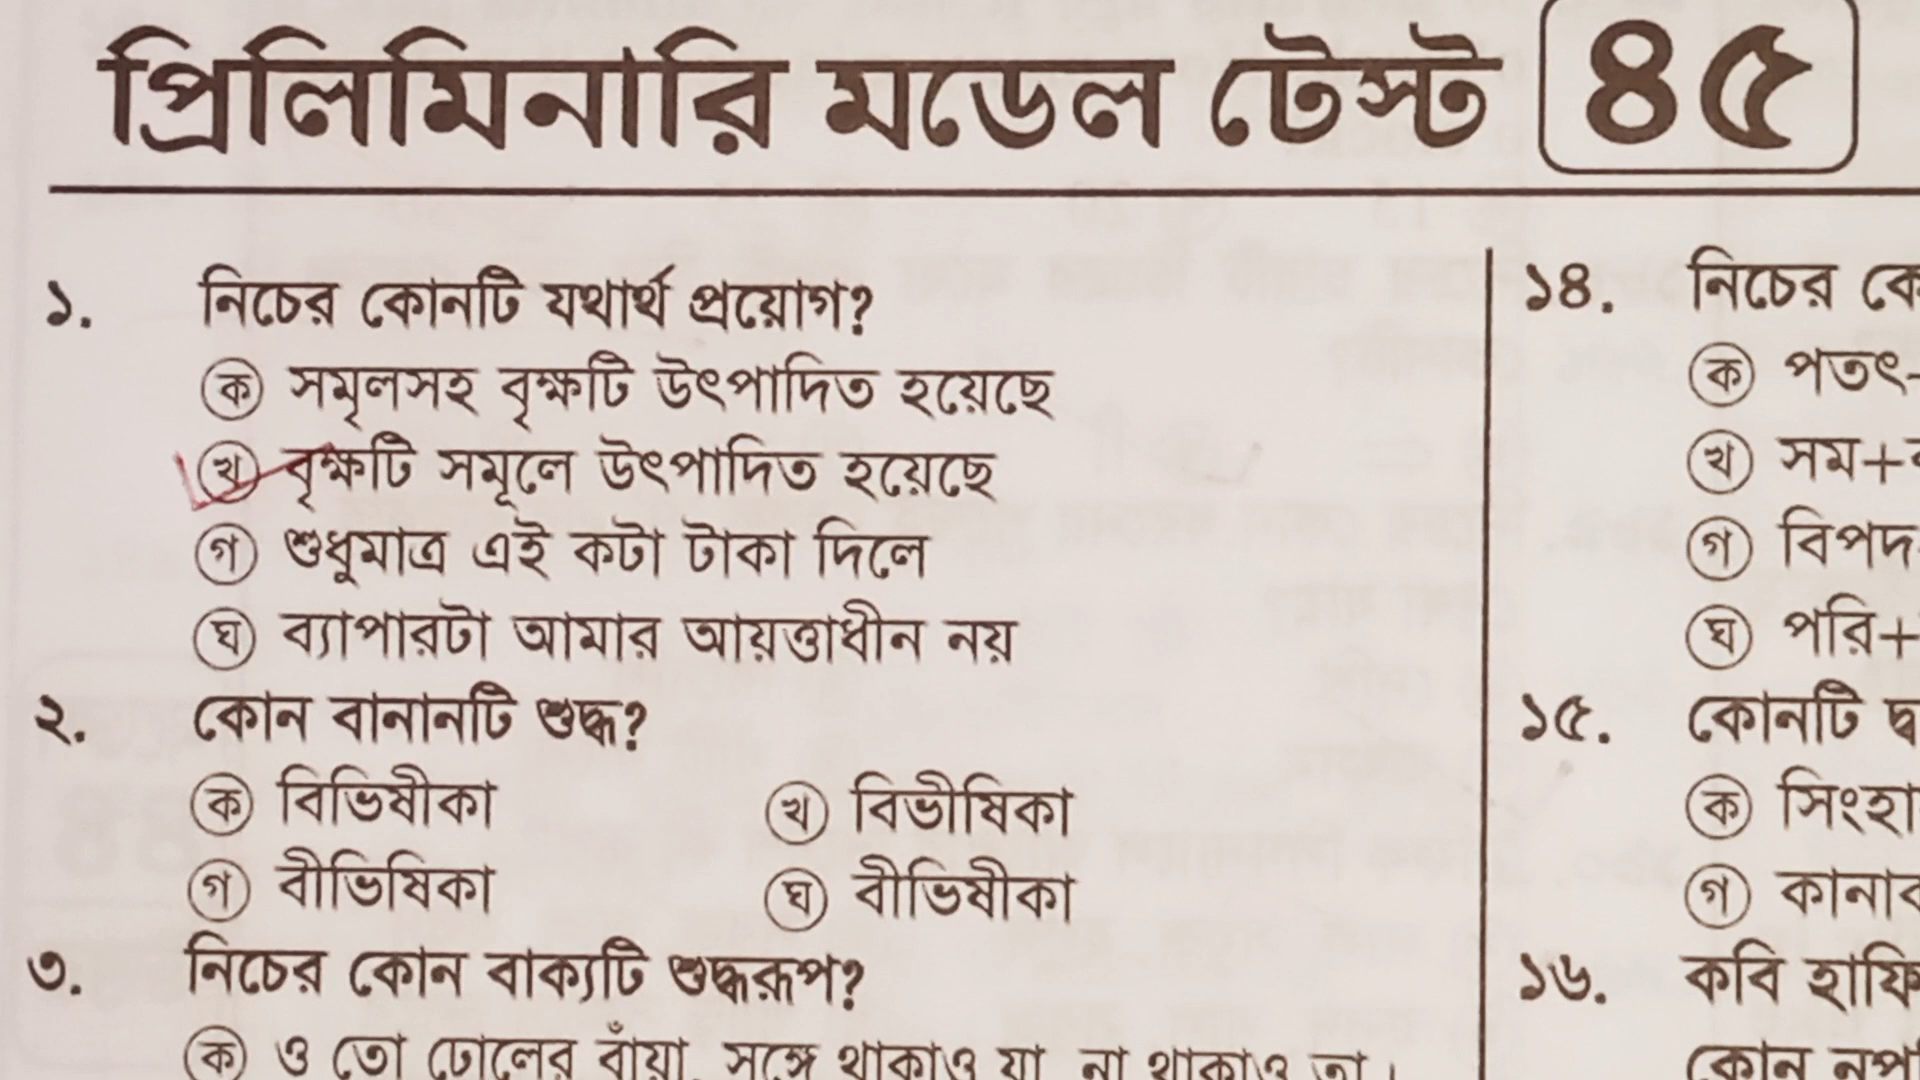 প্রিলিমিনারি মডেল টেস্ট ৪৫
১. নিচের কোনটি যথার্থ প্রয়োগ?
ক সমূলসহ বৃক্ষটি উৎপাদিত হয়েছে
খ বৃক্ষটি সমূলে উৎপাদিত হয়েছে
গ শুধুমাত্র এই কটা টাকা দিলে
ঘ ব্যাপারটা আমার আয়ত্তাধীন নয়
২. কোন বানানটি শুদ্ধ?
ক বিভিষীকা খ বিভীষিকা
গ বীভিষিকা ঘ বীভিষীকা
৩. নিচের কোন বাক্যটি শুদ্ধরূপ?
ক ও তো ঢোলের বাঁয়া, সঙ্গে থাকাও যা না থাকাও তা।
১৪. নিচের
ক পতৎ-
খ সম+
গ বিপদ
ঘ পরি+
১৫. কোনটি
ক সিংহা
গ
১৬. কবি
কোন